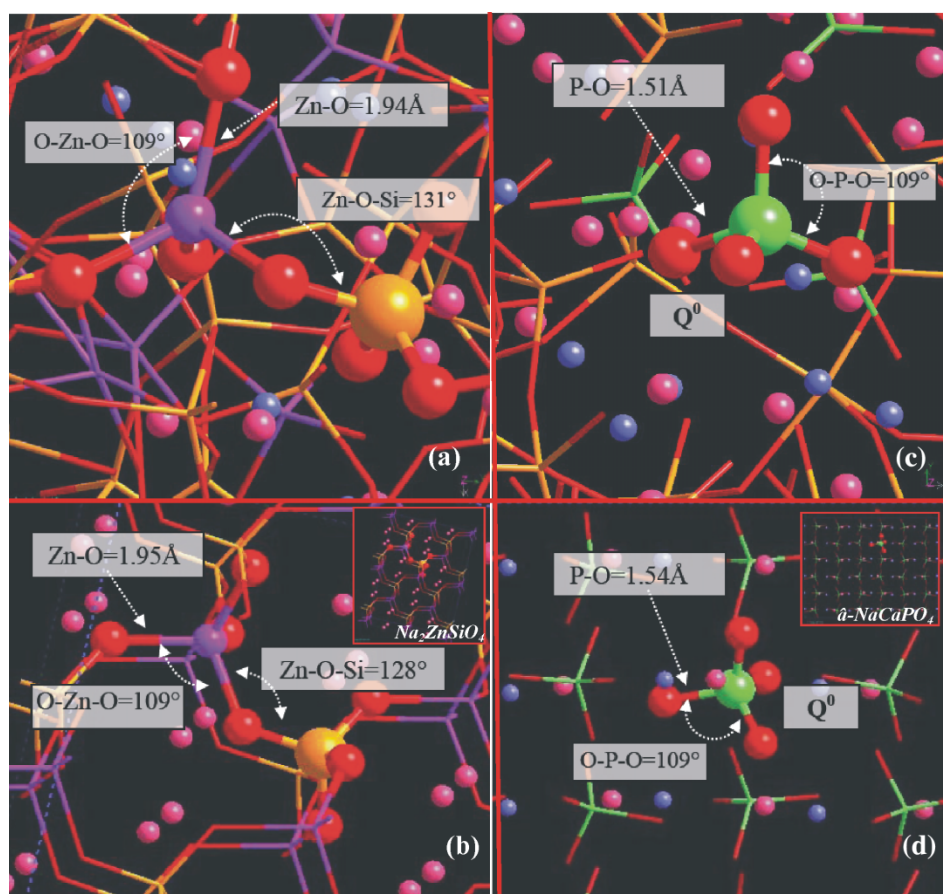 Zn-O=1.94Å
O-Zn-O=109°
Zn-O-Si=131°
(a)
P-O=1.51Å
O-P-O=109°
Q⁰
(c)
Zn-O=1.95Å
Na₂ZnSiO₄
Zn-O-Si=128°
O-Zn-O=109°
(b)
P-O=1.54Å
â-NaCaPO₄
Q⁰
O-P-O=109°
(d)